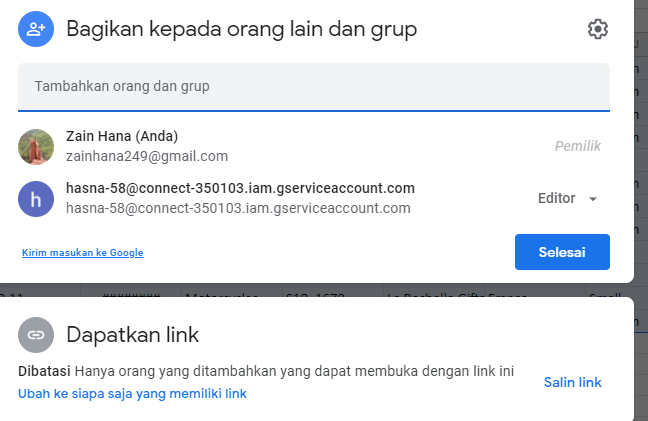 Bagikan kepada orang lain dan grup
Tambahkan orang dan grup
Zain Hana (Anda)
zainhana249@gmail.com
Pemilik
h
hasna-58@connect-350103.iam.gserviceaccount.com
hasna-58@connect-350103.iam.gserviceaccount.com
Editor
Kirim masukan ke Google
Selesai
Dapatkan link
Dibatasi Hanya orang yang ditambahkan yang dapat membuka dengan link ini
Ubah ke siapa saja yang memiliki link
Salin link